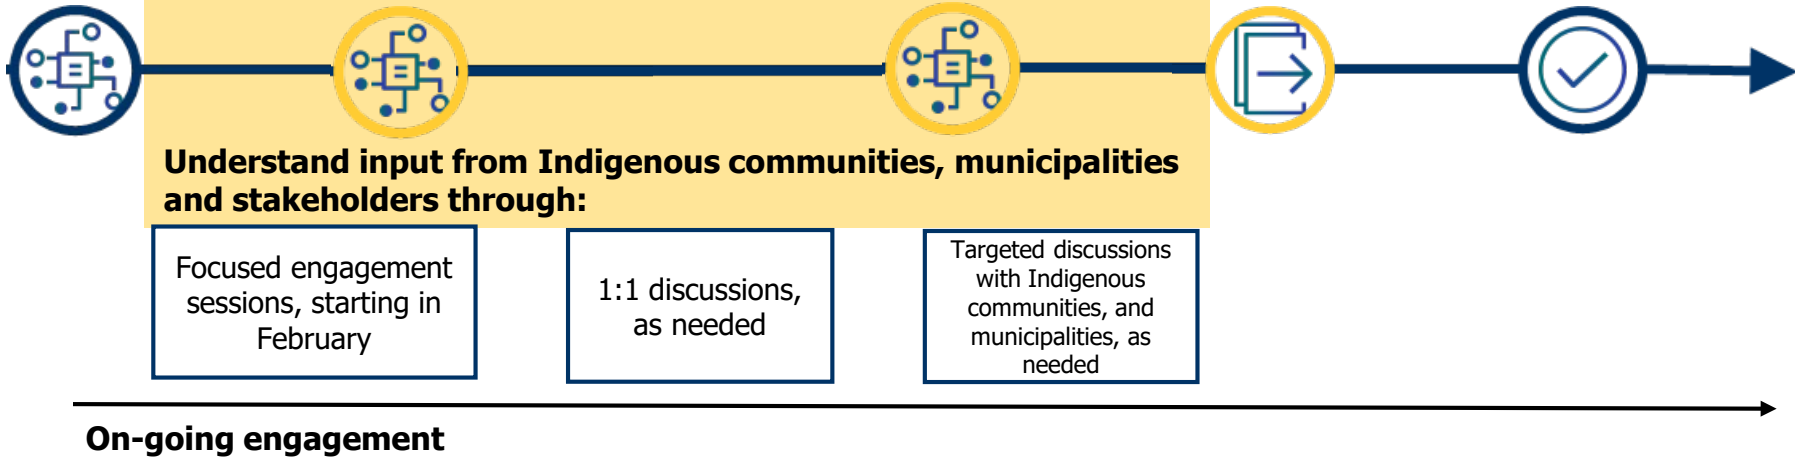 Understand input from Indigenous communities, municipalities
and stakeholders through:
Focused engagement
sessions, starting in
February
1:1 discussions,
as needed
Targeted discussions
with Indigenous
communities, and
municipalities, as
needed
On-going engagement